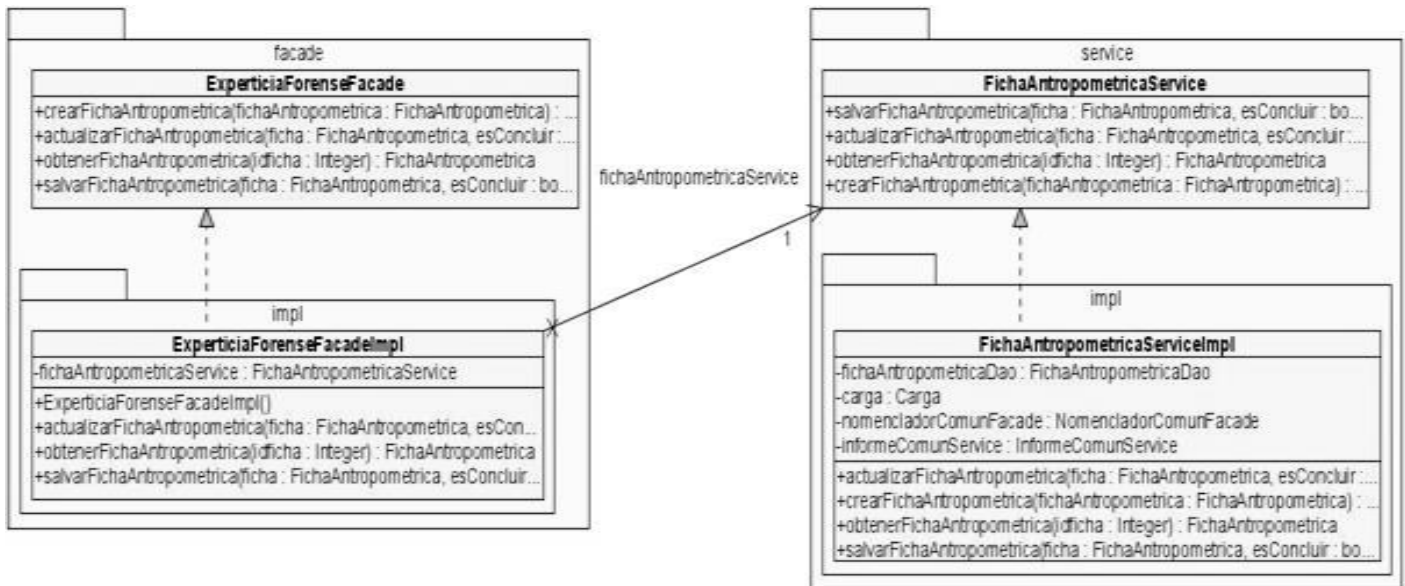 facade
ExperticiaForenseFacade
+crearFichaAntropometrica(fichaAntropometrica : FichaAntropometrica) : ...
+actualizarFichaAntropometrica(ficha : FichaAntropometrica, esConcluir :...
+obtenerFichaAntropometrica(idficha : Integer) : FichaAntropometrica
+salvarFichaAntropometrica(ficha : FichaAntropometrica, esConcluir : bo...
impl
ExperticiaForenseFacadeImpl
-fichaAntropometricaService : FichaAntropometricaService
+ExperticiaForenseFacadeImpl()
+actualizarFichaAntropometrica(ficha : FichaAntropometrica, esCon...
+obtenerFichaAntropometrica(idficha : Integer) : FichaAntropometrica
+salvarFichaAntropometrica(ficha : FichaAntropometrica, esConcluir...
fichaAntropometricaService
1
service
FichaAntropometricaService
+salvarFichaAntropometrica(ficha : FichaAntropometrica, esConcluir : bo...
+actualizarFichaAntropometrica(ficha : FichaAntropometrica, esConcluir :...
+obtenerFichaAntropometrica(idficha : Integer) : FichaAntropometrica
+crearFichaAntropometrica(fichaAntropometrica : FichaAntropometrica) : ...
impl
FichaAntropometricaServiceImpl
-fichaAntropometricaDao : FichaAntropometricaDao
-carga : Carga
-nomencladorComunFacade : NomencladorComunFacade
-informeComunService : InformeComunService
+actualizarFichaAntropometrica(ficha : FichaAntropometrica, esConcluir :...
+crearFichaAntropometrica(fichaAntropometrica : FichaAntropometrica) : ...
+obtenerFichaAntropometrica(idficha : Integer) : FichaAntropometrica
+salvarFichaAntropometrica(ficha : FichaAntropometrica, esConcluir : bo...